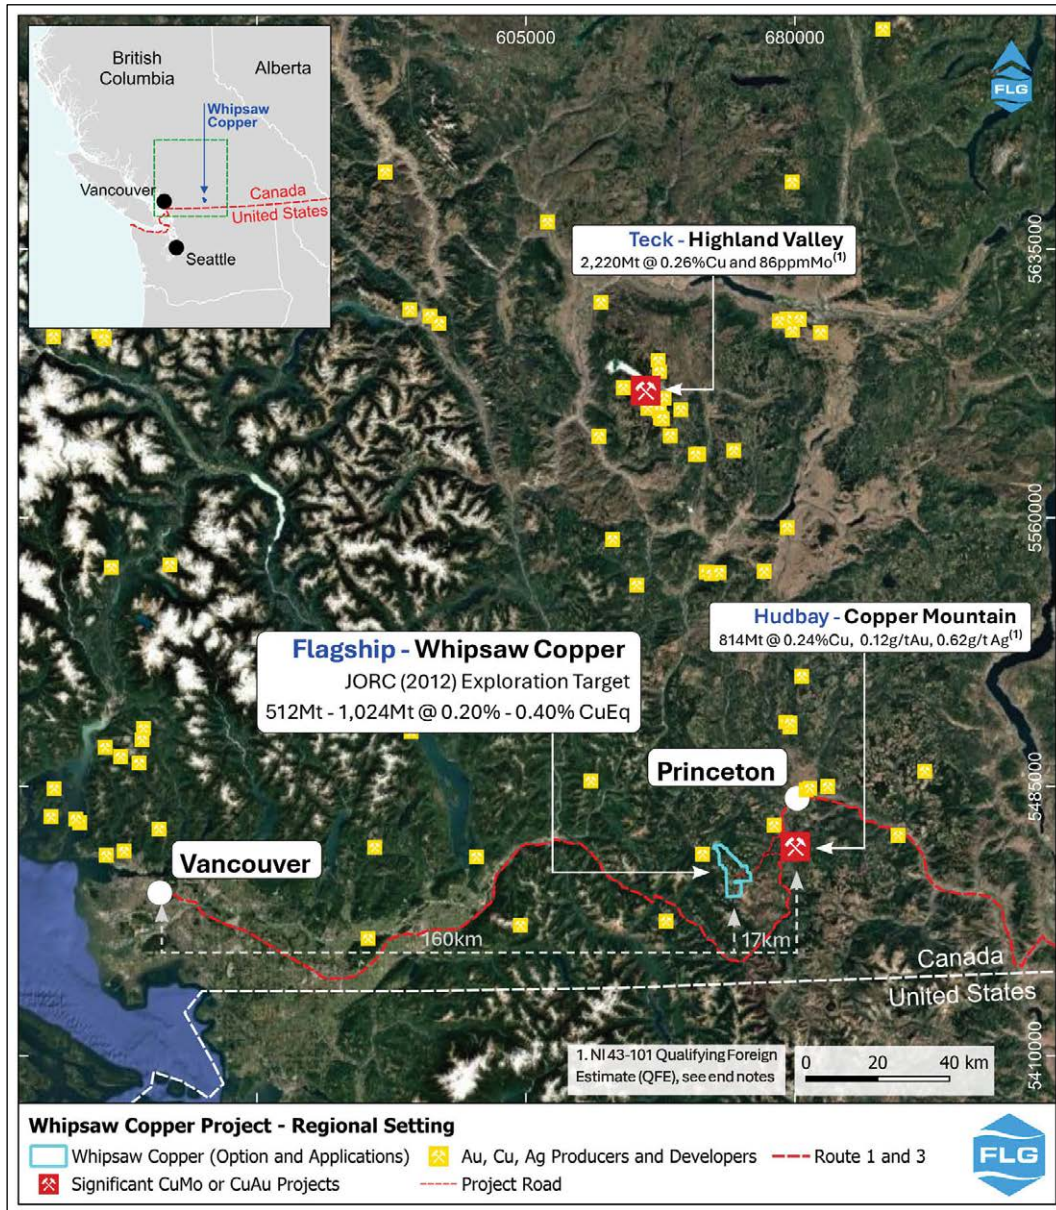 British
Columbia
Alberta
Whipsaw
Copper
Vancouver
Canada
United States
Seattle
605000
680000
FLG
5635000
5560000
5485000
5410000
Teck - Highland Valley
2,220Mt @ 0.26%Cu and 86ppmMo(1)
Hudbay - Copper Mountain
814Mt @ 0.24%Cu, 0.12g/tAu, 0.62g/t Ag(1)
Flagship - Whipsaw Copper
JORC (2012) Exploration Target
512Mt - 1,024Mt @ 0.20% - 0.40% CuEq
Princeton
Vancouver
160km
17km
Canada
United States
1. NI 43-101 Qualifying Foreign
Estimate (QFE), see end notes
0 20 40 km
Whipsaw Copper Project - Regional Setting
Whipsaw Copper (Option and Applications)
Au, Cu, Ag Producers and Developers
Route 1 and 3
Significant CuMo or CuAu Projects
Project Road
FLG